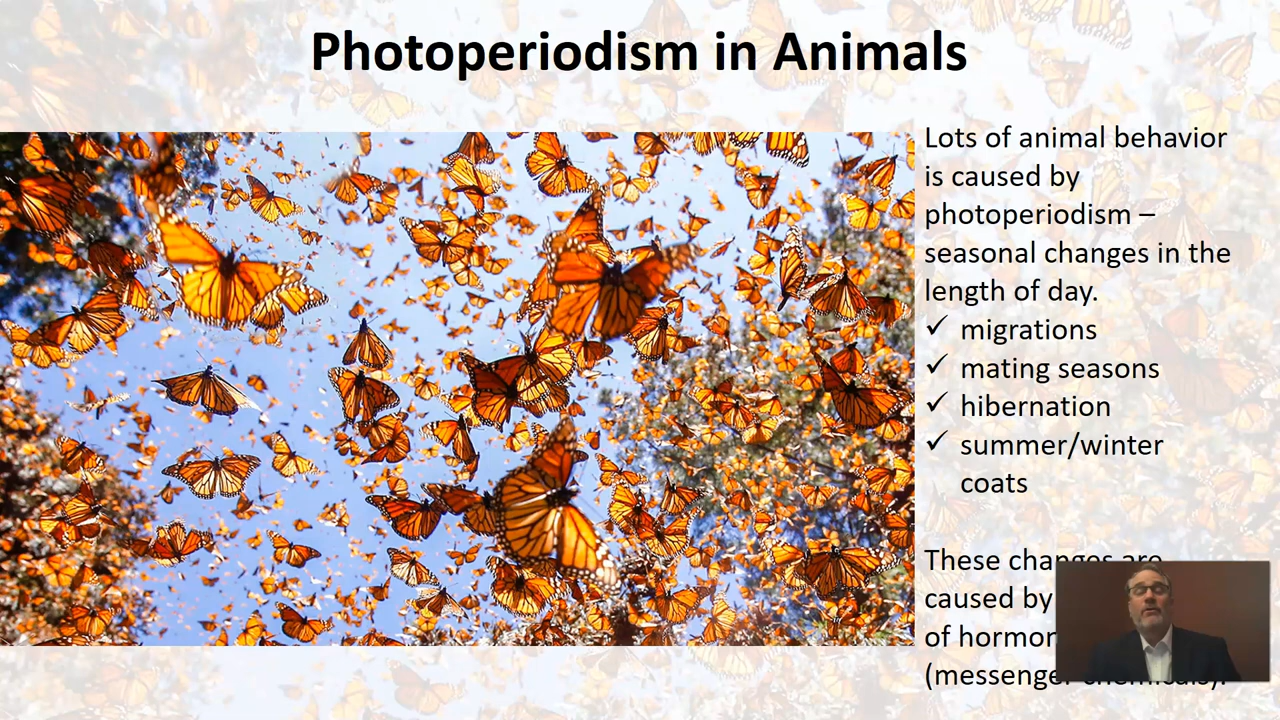 Photoperiodism in Animals
Lots of animal behavior
is caused by
photoperiodism –
seasonal changes in the
length of day.
✓ migrations
✓ mating seasons
✓ hibernation
✓ summer/winter
coats
These changes are
caused by
of
(messenger chemicals).